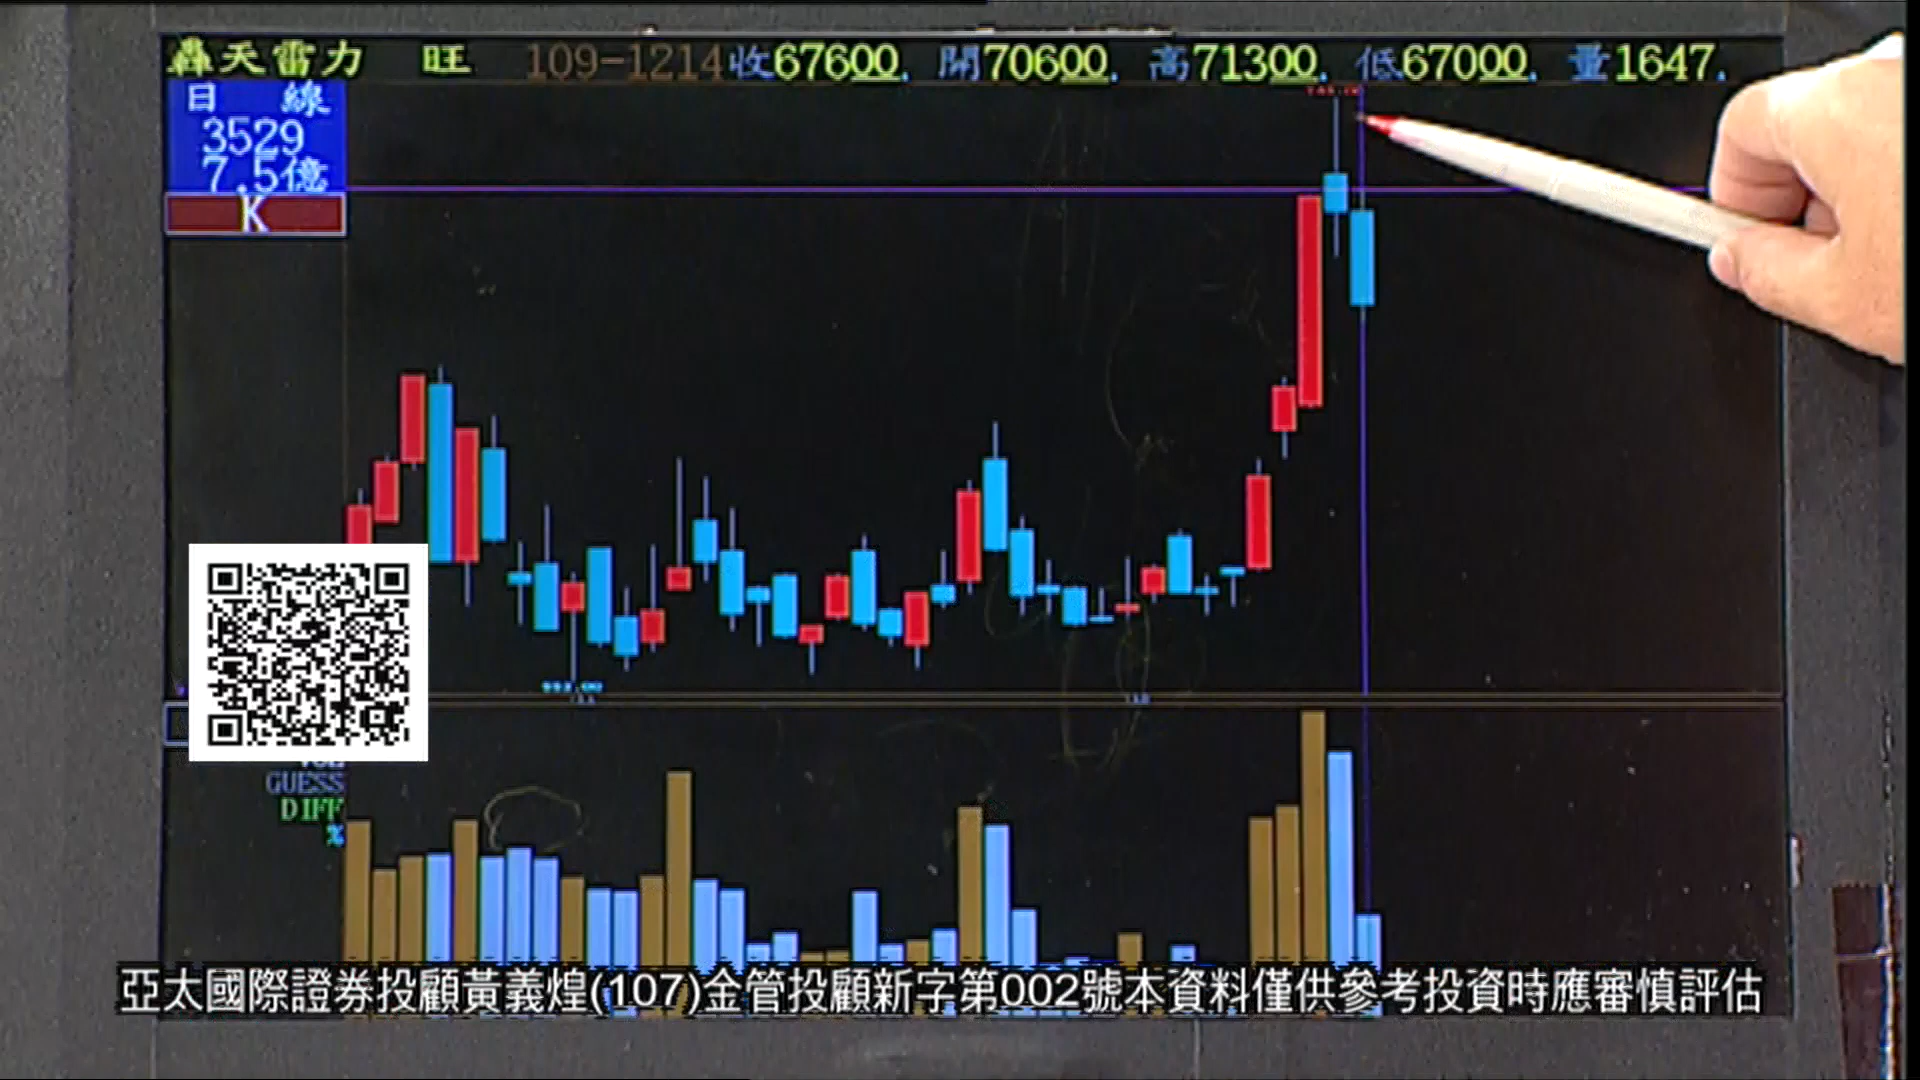 轟天雷力 旺 109-1214收67600. 開70600. 高71300. 低67000. 量1647.
日 線
3529
7.5億
K
GUESS
DIFF
%
亞太國際證券投顧黃義煌(107)金管投顧新字第002號本資料僅供參考投資時應審慎評估